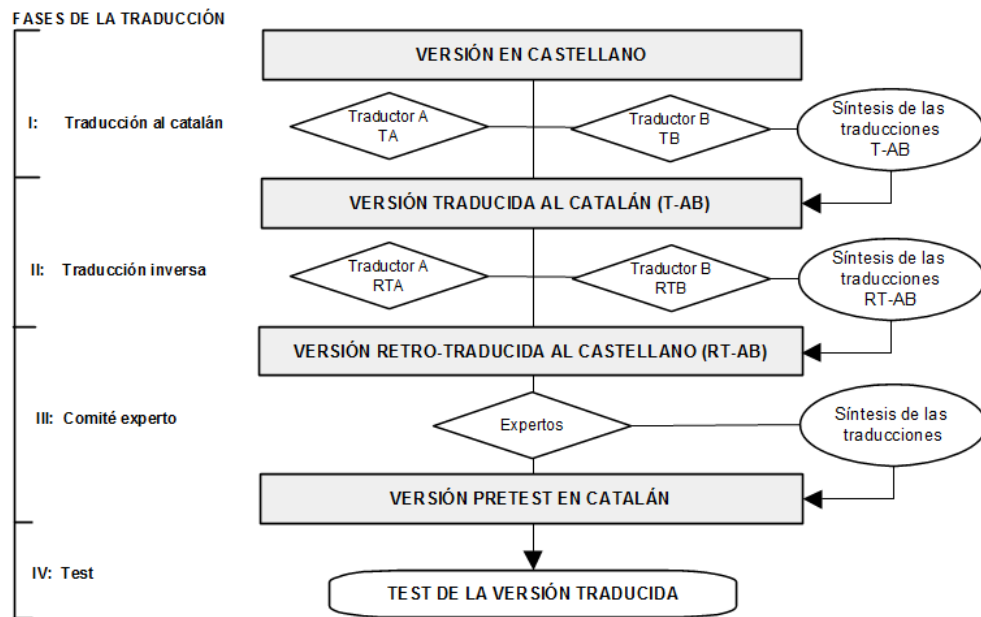 FASES DE LA TRADUCCIÓN
VERSIÓN EN CASTELLANO
I: Traducción al catalán
Traductor A
TA
Traductor B
TB
Síntesis de las
traducciones
T-AB
VERSIÓN TRADUCIDA AL CATALÁN (T-AB)
II: Traducción inversa
Traductor A
RTA
Traductor B
RTB
Síntesis de las
traducciones
RT-AB
VERSIÓN RETRO-TRADUCIDA AL CASTELLANO (RT-AB)
III: Comité experto
Expertos
Síntesis de las
traducciones
VERSIÓN PRETEST EN CATALÁN
IV: Test
TEST DE LA VERSIÓN TRADUCIDA